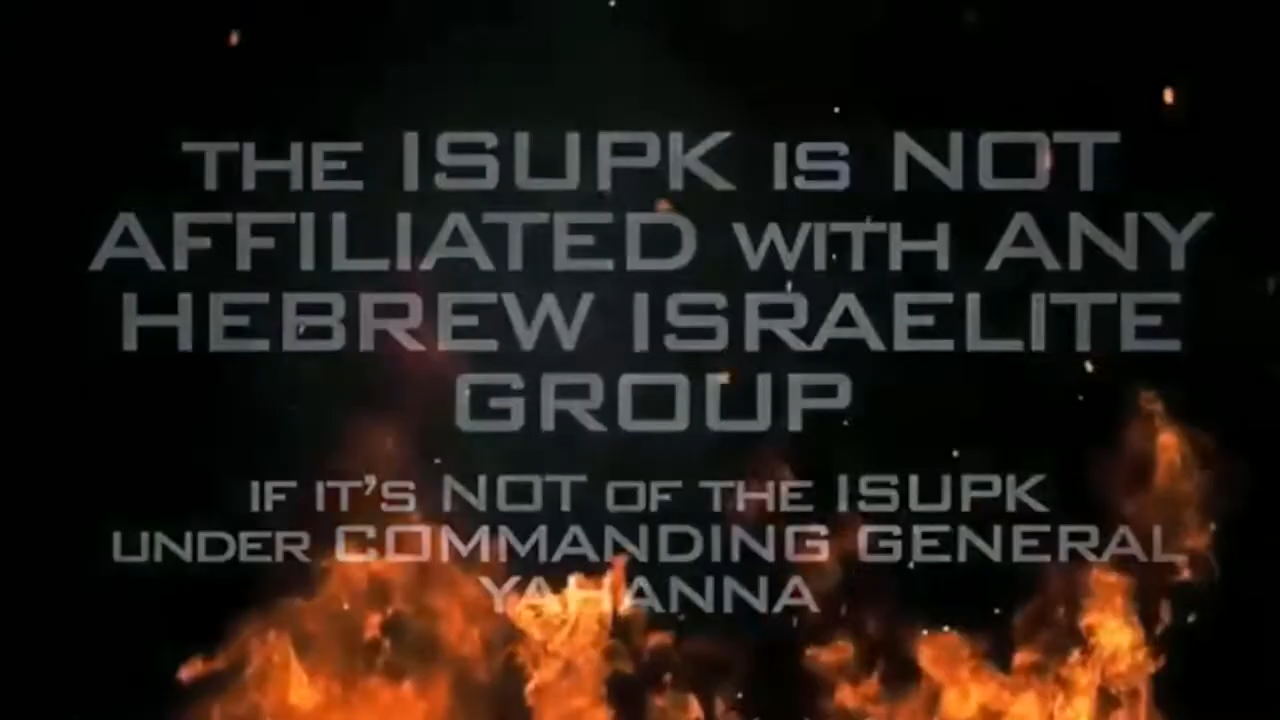 THE ISUPK IS NOT
AFFILIATED WITH ANY
HEBREW ISRAELITE
GROUP
IF IT'S NOT OF THE ISUPK
UNDER COMMANDING GENERAL
YAHANNA